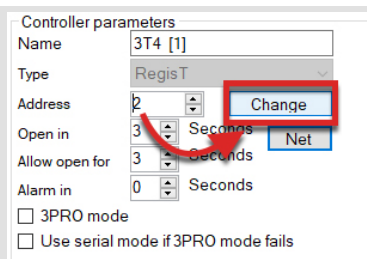 Controller parameters
Name 3T4 [1]
Type RegisT
Address 2 Change
Open in 3 Seconds Net
Allow open for 3 Seconds
Alarm in 0 Seconds
3PRO mode
Use serial mode if 3PRO mode fails